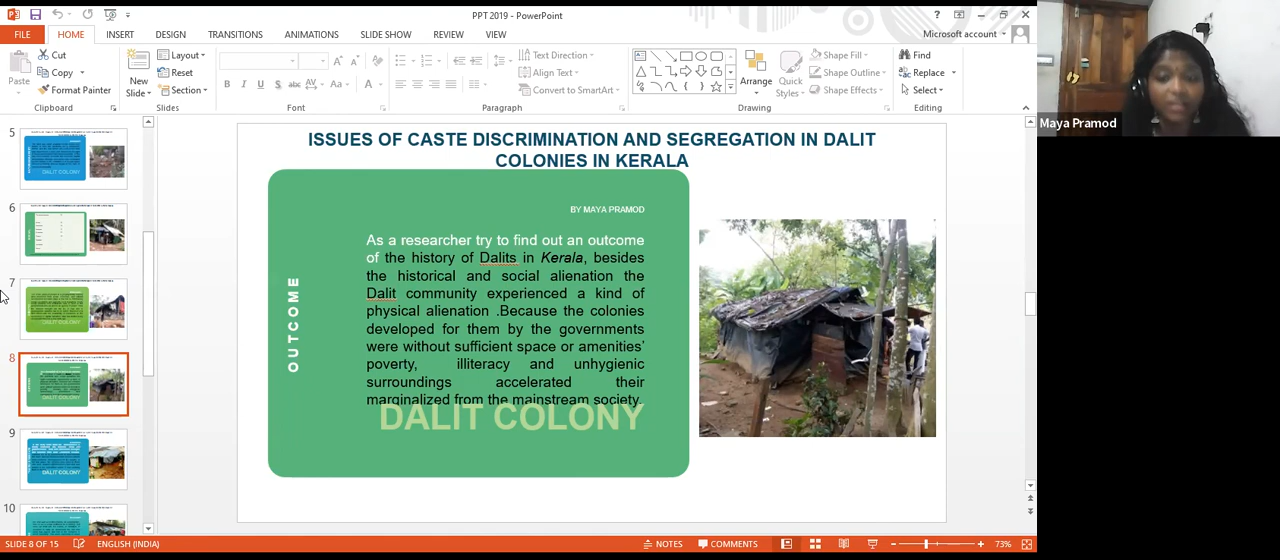 PPT 2019 - PowerPoint
FILE HOME INSERT DESIGN TRANSITIONS ANIMATIONS SLIDE SHOW REVIEW VIEW Microsoft account
Paste
Cut
Copy
Format Painter
Clipboard
New Slide
Layout
Reset
Section
Slides
Font
Paragraph
Text Direction
Align Text
Convert to SmartArt
Arrange
Quick Styles
Shape Fill
Shape Outline
Shape Effects
Drawing
Find
Replace
Select
Editing
Maya Pramod
5
DALIT COLONY
6
7
8
9
DALIT COLONY
10
ISSUES OF CASTE DISCRIMINATION AND SEGREGATION IN DALIT
COLONIES IN KERALA
BY MAYA PRAMOD
OUTCOME
As a researcher try to find out an outcome
of the history of Dalits in Kerala, besides
the historical and social alienation the
Dalit community experienced a kind of
physical alienation .Because the colonies
developed for them by the governments
were without sufficient space or amenities'
poverty, illiteracy and unhygienic
surroundings accelerated their
marginalized from the mainstream society.
DALIT COLONY
SLIDE 8 OF 15 ENGLISH (INDIA) NOTES COMMENTS 73%